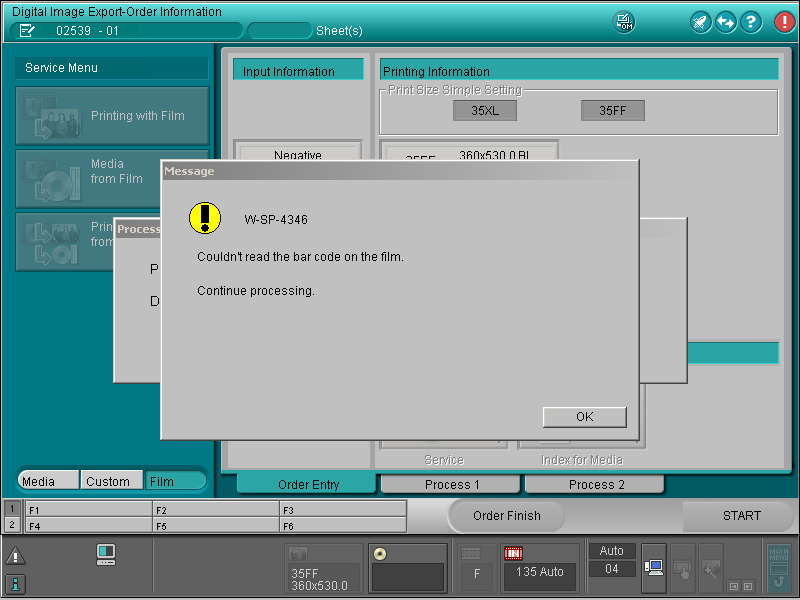 Digital Image Export-Order Information
02539 - 01
Sheet(s)
Service Menu
Printing with Film
Media
from Film
from
Input Information
Printing Information
Print Size Simple Setting
35XL
35FF
Negative
360x530.0
Message
W-SP-4346
Couldn't read the bar code on the film.
Continue processing.
OK
Process
P
D
Service
Index for Media
Media
Custom
Film
Order Entry
Process 1
Process 2
1
2
F1
F2
F3
F4
F5
F6
Order Finish
START
35FF
360x530.0
F
135 Auto
Auto
04
MAIN
MENU